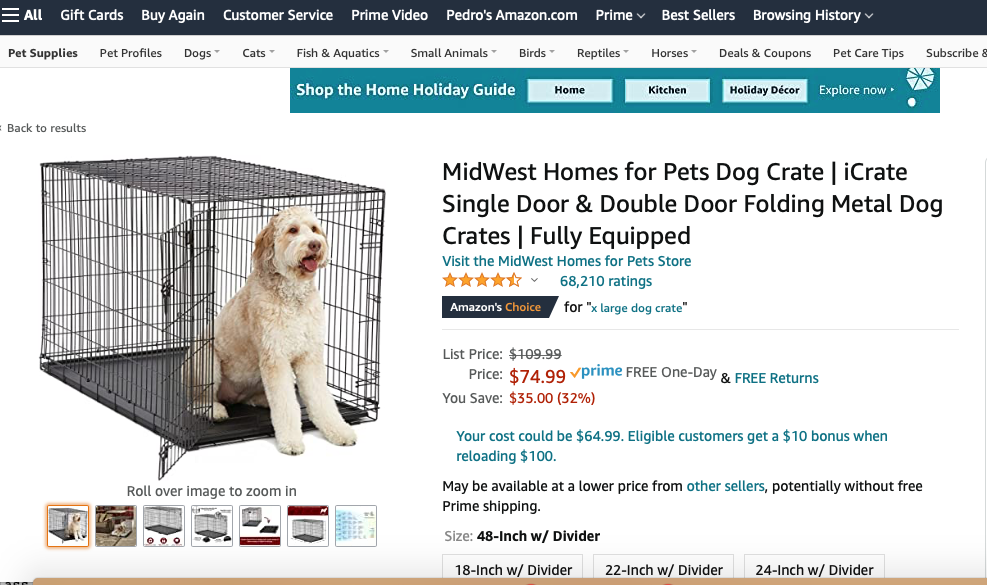 All Gift Cards Buy Again Customer Service Prime Video Pedro's Amazon.com Prime Best Sellers Browsing History
Pet Supplies Pet Profiles Dogs Cats Fish & Aquatics Small Animals Birds Reptiles Horses Deals & Coupons Pet Care Tips Subscribe &
Shop the Home Holiday Guide Home Kitchen Holiday Décor Explore now
Back to results
MidWest Homes for Pets Dog Crate | iCrate
Single Door & Double Door Folding Metal Dog
Crates | Fully Equipped
Visit the MidWest Homes for Pets Store
68,210 ratings
Amazon's Choice for "x large dog crate"
List Price: $109.99
Price: $74.99 prime FREE One-Day & FREE Returns
You Save: $35.00 (32%)
Your cost could be $64.99. Eligible customers get a $10 bonus when
reloading $100.
Roll over image to zoom in
May be available at a lower price from other sellers, potentially without free
Prime shipping.
Size: 48-Inch w/ Divider
18-Inch w/ Divider 22-Inch w/ Divider 24-Inch w/ Divider